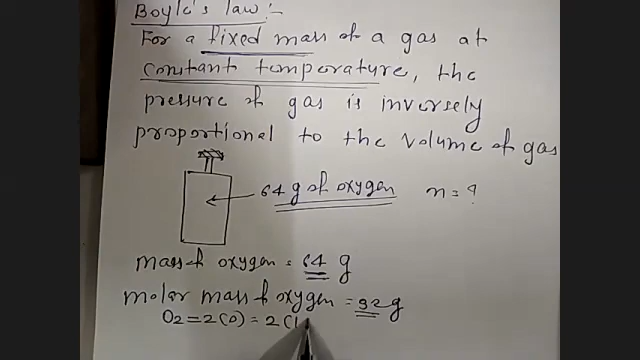 Boyle's law :-
For a fixed mass of a gas at
constant temperature, the
pressure of gas is inversely
proportional to the volume of gas
64 g of oxygen n = ?
mass of oxygen = 64 g
molar mass of oxygen = 32 g
O2 = 2(O) = 2(1